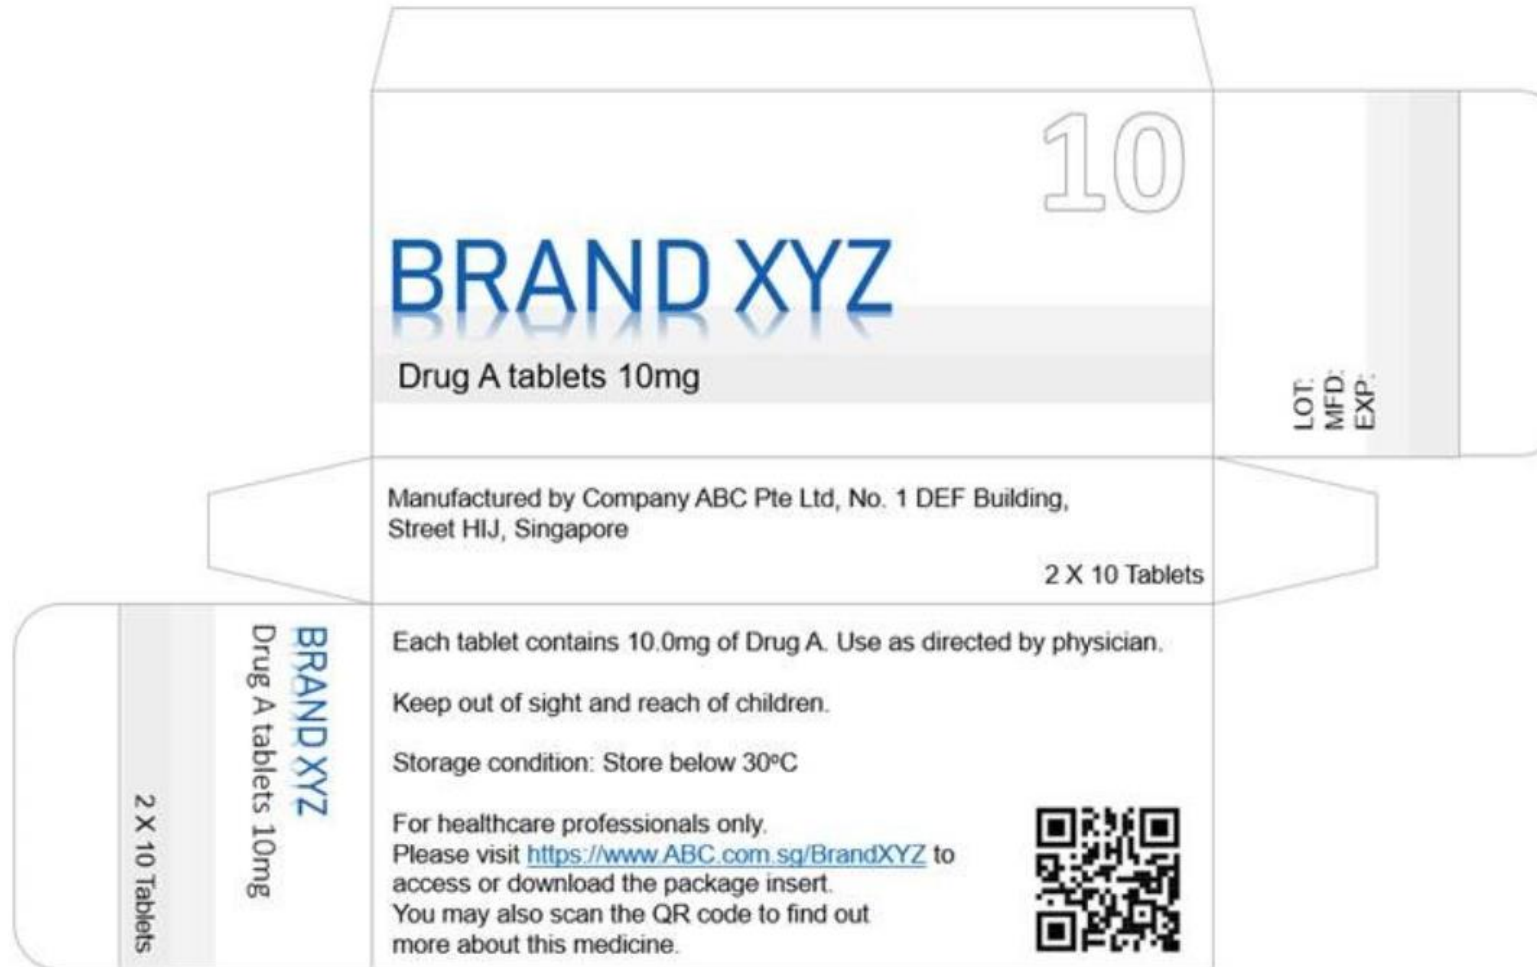 10
BRAND XYZ
Drug A tablets 10mg
LOT:
MFD:
EXP:
Manufactured by Company ABC Pte Ltd, No. 1 DEF Building,
Street HIJ, Singapore
2 X 10 Tablets
BRAND XYZ
Drug A tablets 10mg
2 X 10 Tablets
Each tablet contains 10.0mg of Drug A. Use as directed by physician.
Keep out of sight and reach of children.
Storage condition: Store below 30ºC
For healthcare professionals only.
Please visit https://www.ABC.com.sg/BrandXYZ to
access or download the package insert.
You may also scan the QR code to find out
more about this medicine.